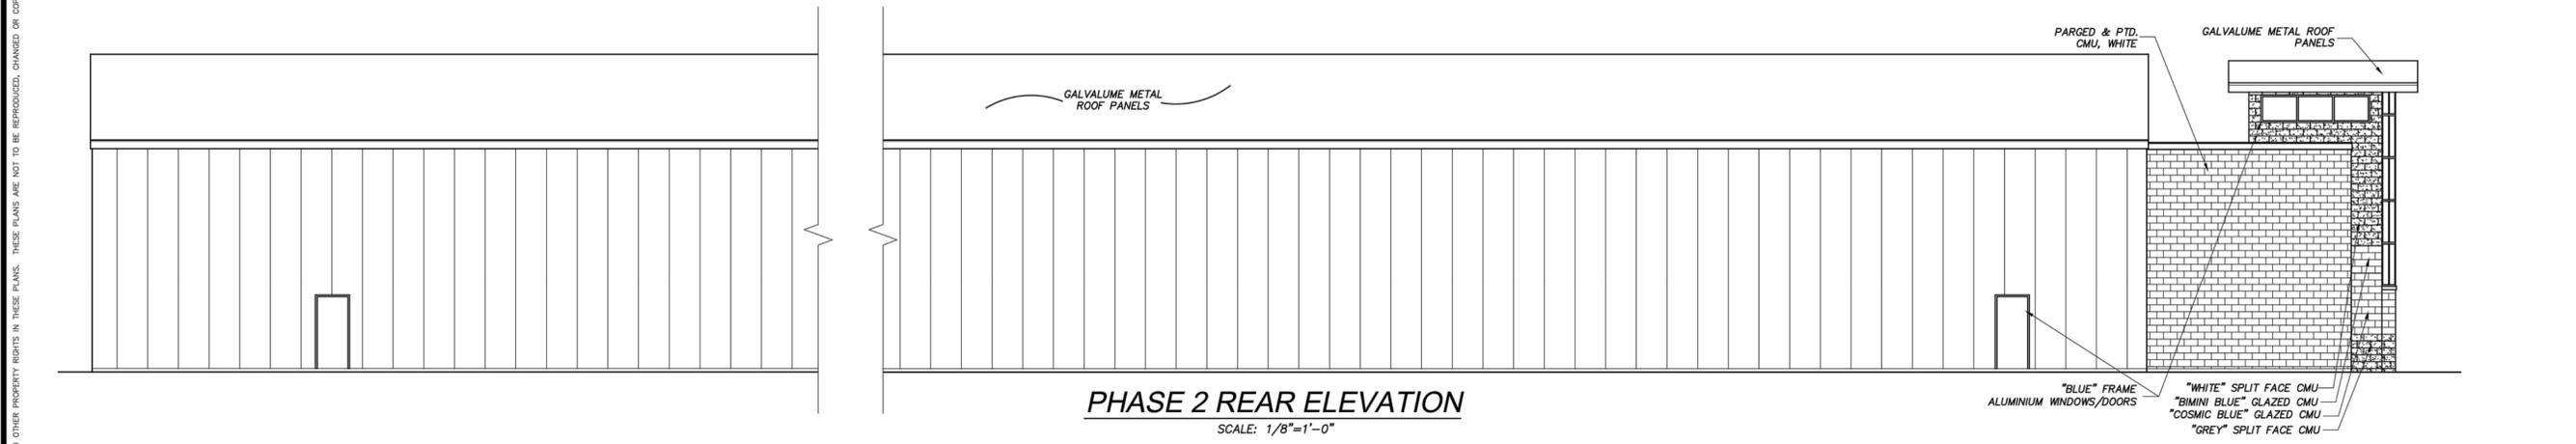 OTHER PROPERTY RIGHTS IN THESE PLANS. THESE PLANS ARE NOT TO BE REPRODUCED, CHANGED OR
GALVALUME METAL
ROOF PANELS
PARGED & PTD.
CMU, WHITE
GALVALUME METAL ROOF
PANELS
"BLUE" FRAME
ALUMINIUM WINDOWS/DOORS
"WHITE" SPLIT FACE CMU
"BIMINI BLUE" GLAZED CMU
"COSMIC BLUE" GLAZED CMU
"GREY" SPLIT FACE CMU
PHASE 2 REAR ELEVATION
SCALE: 1/8"=1'-0"